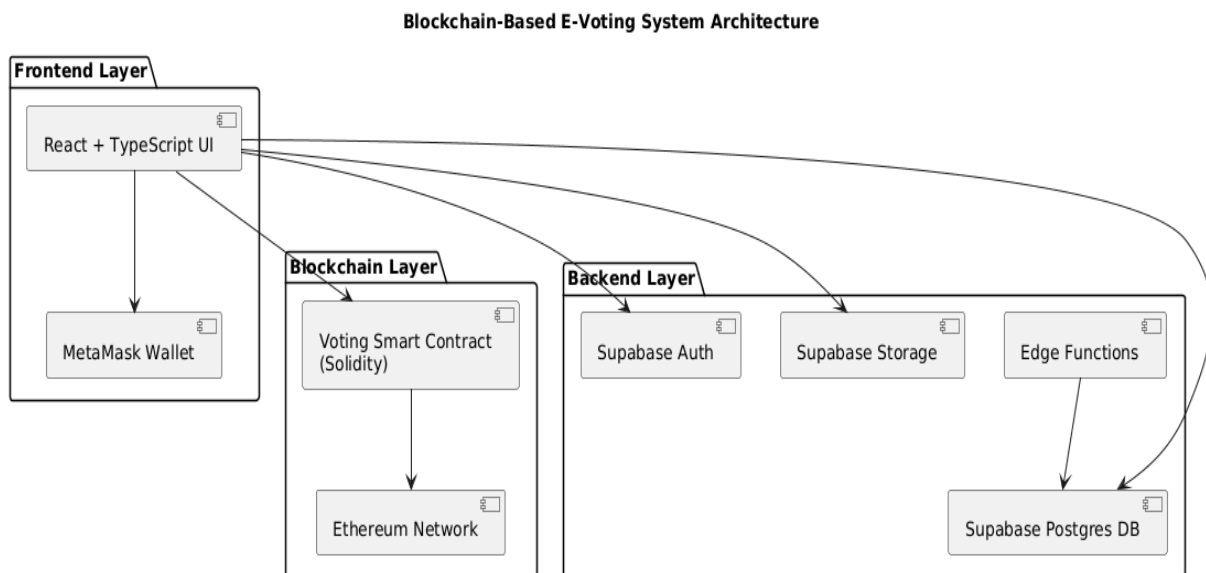 Blockchain-Based E-Voting System Architecture
Frontend Layer
React + TypeScript UI
MetaMask Wallet
Blockchain Layer
Voting Smart Contract
(Solidity)
Ethereum Network
Backend Layer
Supabase Auth
Supabase Storage
Edge Functions
Supabase Postgres DB